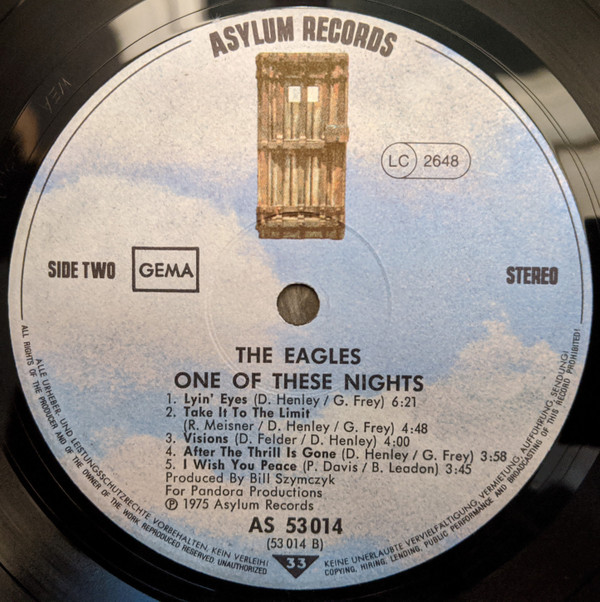 ASYLUM RECORDS
LC 2648
SIDE TWO
GEMA
STEREO
THE EAGLES
ONE OF THESE NIGHTS
1. Lyin' Eyes (D. Henley / G. Frey) 6:21
2. Take It To The Limit
(R. Meisner / D. Henley / G. Frey) 4:48
3. Visions (D. Felder / D. Henley) 4:00
4. After The Thrill Is Gone (D. Henley / G. Frey) 3:58
5. I Wish You Peace (P. Davis / B. Leadon) 3:45
Produced By Bill Szymczyk
For Pandora Productions
Ⓟ 1975 Asylum Records
AS 53 014
(53 014 B)
33
ALLE URHEBER- UND LEISTUNGSSCHUTZRECHTE VORBEHALTEN, KEIN VERLEIH!
ALL RIGHTS OF THE PRODUCER AND OF THE OWNER OF THE WORK REPRODUCED RESERVED. UNAUTHORIZED
KEINE UNERLAUBTE VERVIELFÄLTIGUNG, VERMIETUNG, AUFFÜHRUNG, SENDUNG!
COPYING, HIRING, LENDING, PUBLIC PERFORMANCE AND BROADCASTING OF THIS RECORD PROHIBITED!